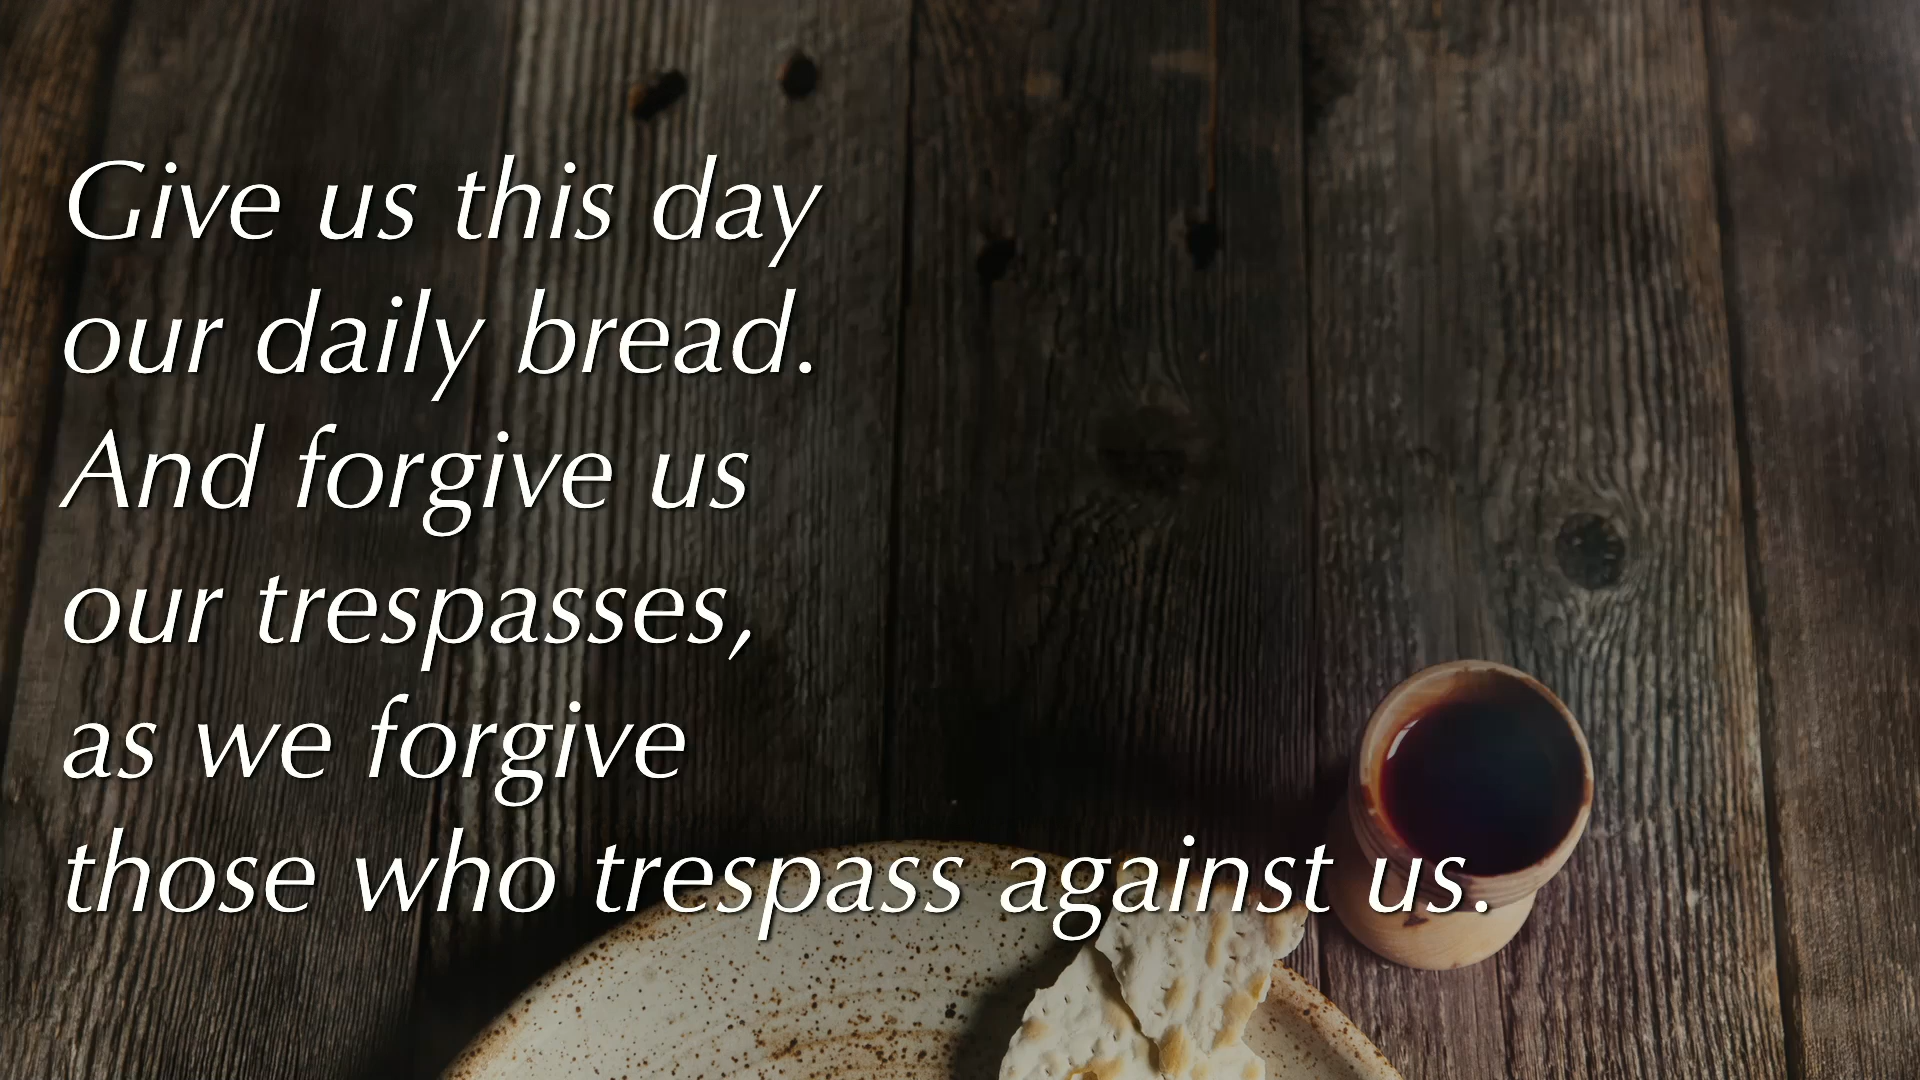 Give us this day
our daily bread.
And forgive us
our trespasses,
as we forgive
those who trespass against us.